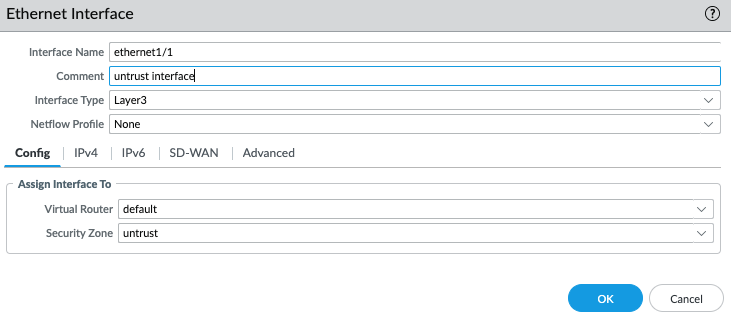 Ethernet Interface ?
Interface Name ethernet1/1
Comment untrust interface
Interface Type Layer3
Netflow Profile None
Config IPv4 IPv6 SD-WAN Advanced
Assign Interface To
Virtual Router default
Security Zone untrust
OK Cancel